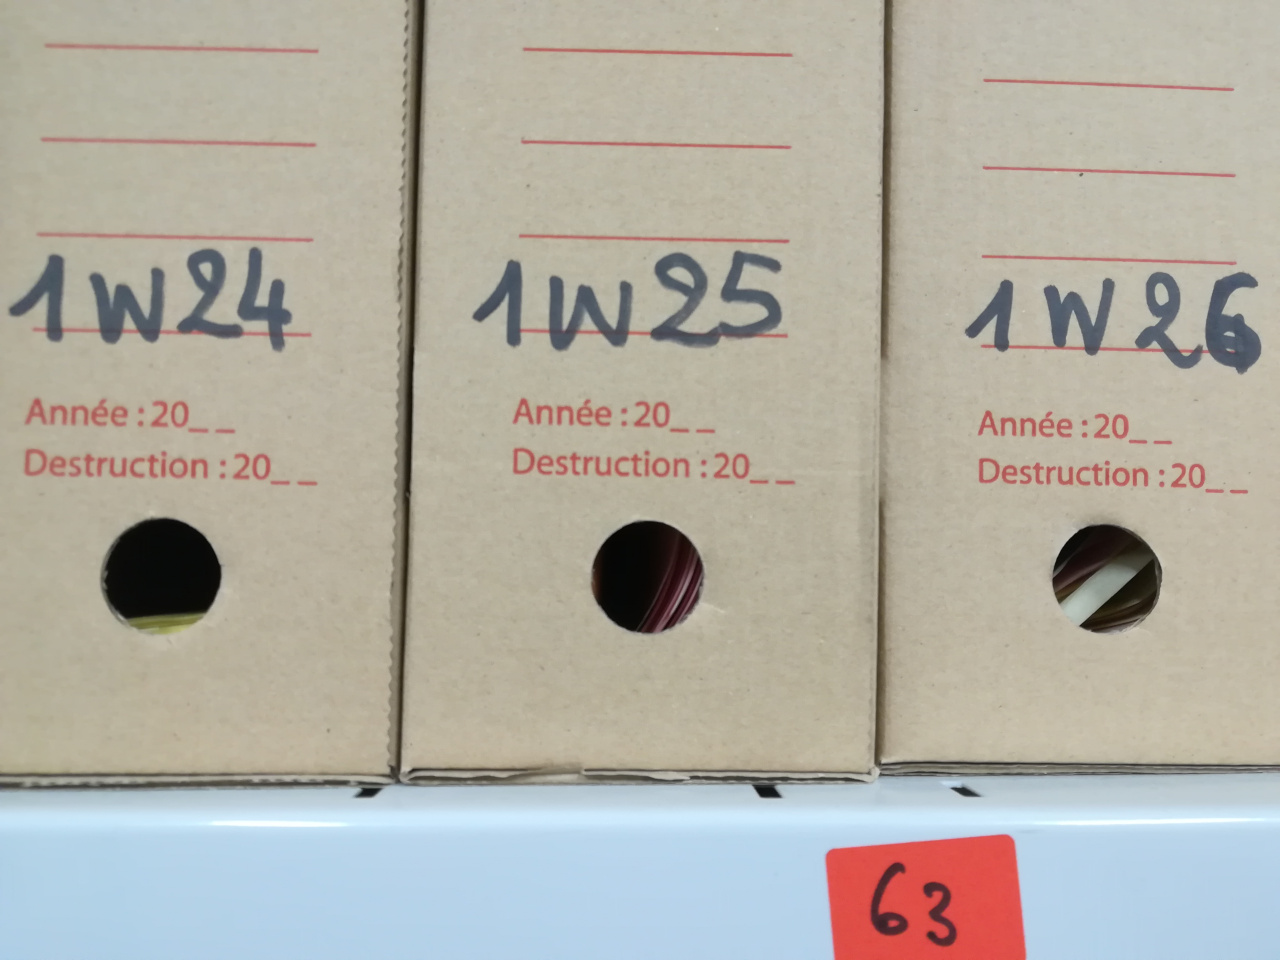 1W24
Année : 20_ _
Destruction : 20_ _
1W25
Année : 20_ _
Destruction : 20_ _
1W26
Année : 20_ _
Destruction : 20_ _
63